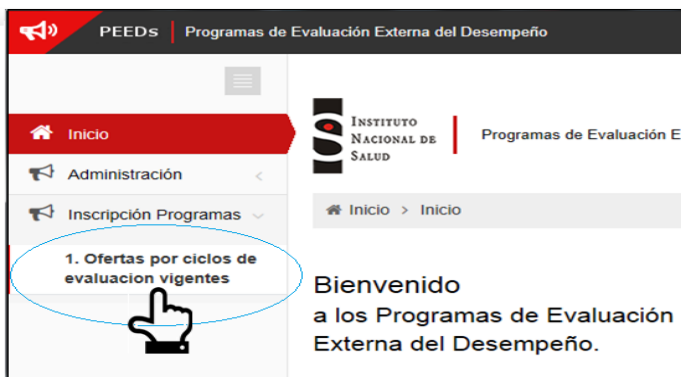 PEEDs Programas de Evaluación Externa del Desempeño
Inicio
Administración
Inscripción Programas
1. Ofertas por ciclos de
evaluacion vigentes
INSTITUTO
NACIONAL DE
SALUD
Programas de Evaluación E
Inicio > Inicio
Bienvenido
a los Programas de Evaluación
Externa del Desempeño.